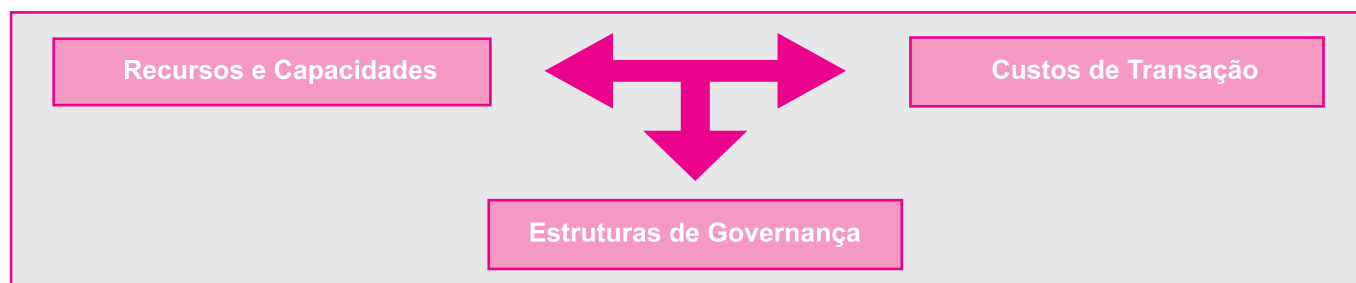 Recursos e Capacidades
Custos de Transação
Estruturas de Governança